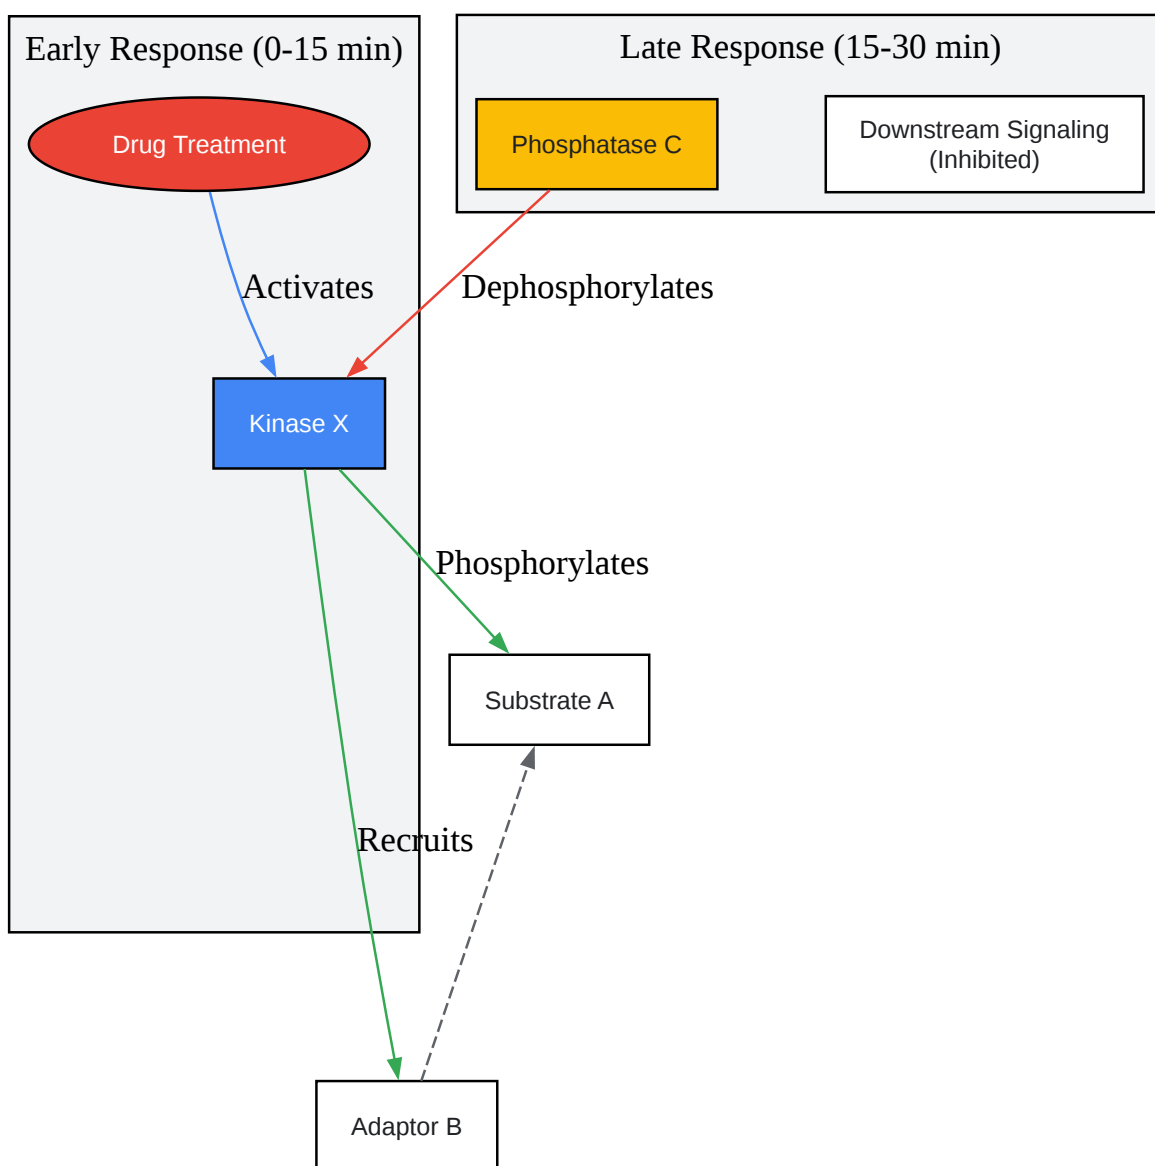 Early Response (0-15 min)
Late Response (15-30 min)
Drug Treatment
Phosphatase C
Downstream Signaling
(Inhibited)
Activates
Dephosphorylates
Kinase X
Phosphorylates
Substrate A
Recruits
Adaptor B